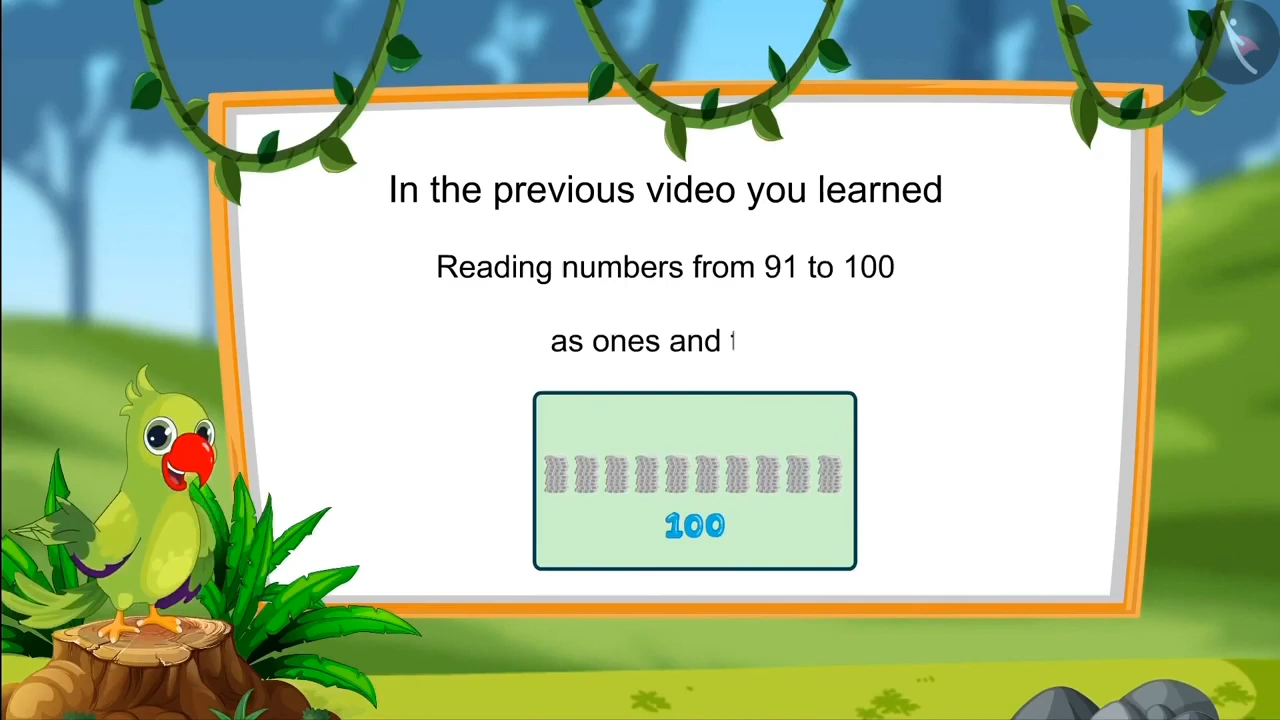 In the previous video you learned
Reading numbers from 91 to 100
as ones and
100